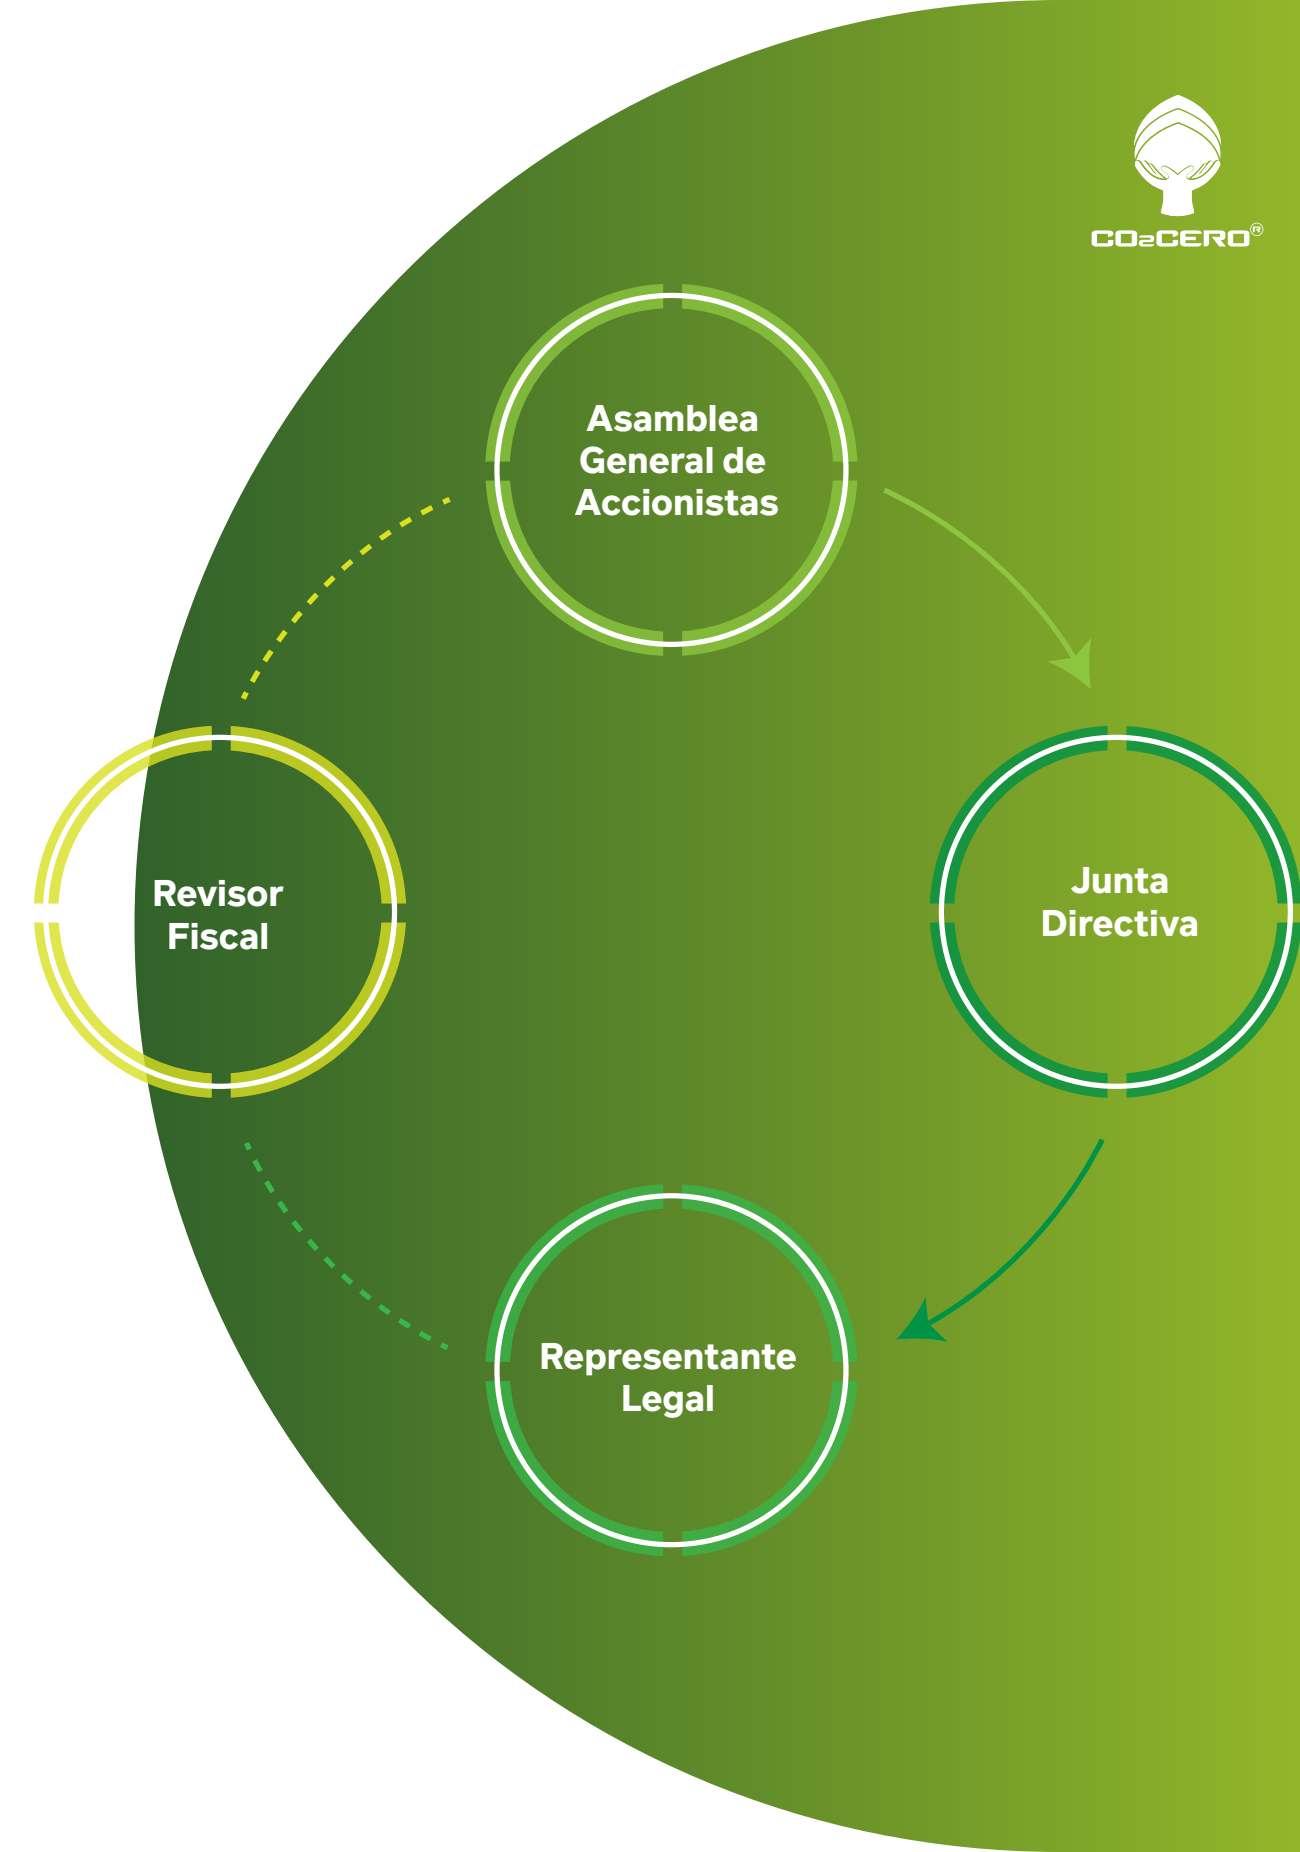 CO2CERO®
Asamblea
General de
Accionistas
Revisor
Fiscal
Junta
Directiva
Representante
Legal